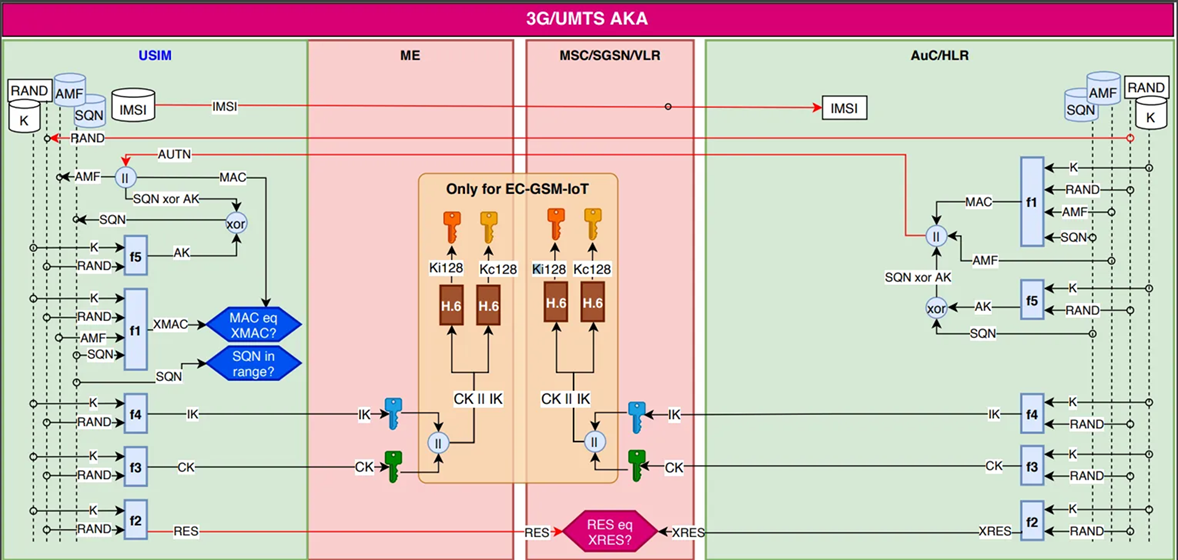 3G/UMTS AKA
USIM
ME
MSC/SGSN/VLR
AuC/HLR
RAND
AMF
K
SQN
IMSI
IMSI
IMSI
AMF
RAND
SQN
K
RAND
AUTN
AMF
II
MAC
SQN xor AK
SQN
xor
K
RAND
f5
AK
K
RAND
AMF
SQN
f1
XMAC
MAC eq
XMAC?
SQN
SQN in
range?
K
RAND
f4
IK
IK
K
RAND
f3
CK
CK
K
RAND
f2
RES
RES
Only for EC-GSM-IoT
Ki128
Kc128
Ki128
Kc128
H.6
H.6
H.6
H.6
CK II IK
CK II IK
II
II
RES eq
XRES?
XRES
K
RAND
AMF
SQN
f1
MAC
II
AMF
SQN xor AK
K
RAND
f5
AK
xor
SQN
K
RAND
f4
IK
IK
K
RAND
f3
CK
CK
K
RAND
f2
XRES